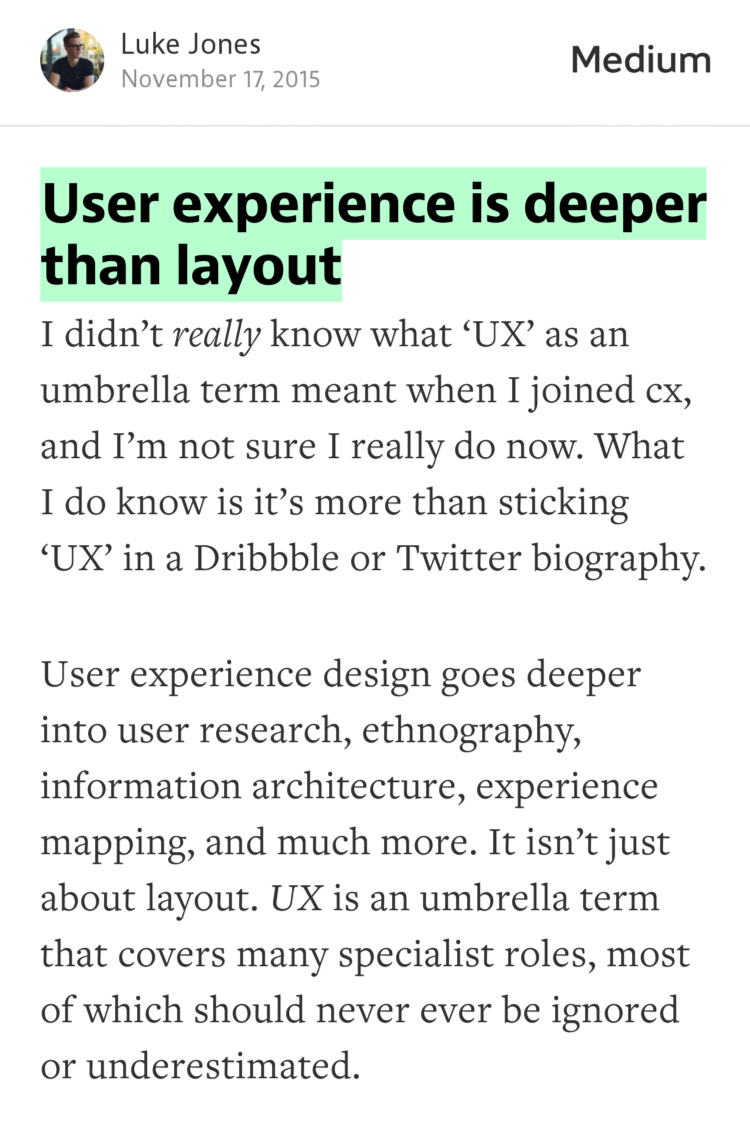 Luke Jones
November 17, 2015
Medium
User experience is deeper
than layout
I didn’t really know what ‘UX’ as an
umbrella term meant when I joined cx,
and I’m not sure I really do now. What
I do know is it’s more than sticking
‘UX’ in a Dribbble or Twitter biography.
User experience design goes deeper
into user research, ethnography,
information architecture, experience
mapping, and much more. It isn’t just
about layout. UX is an umbrella term
that covers many specialist roles, most
of which should never ever be ignored
or underestimated.